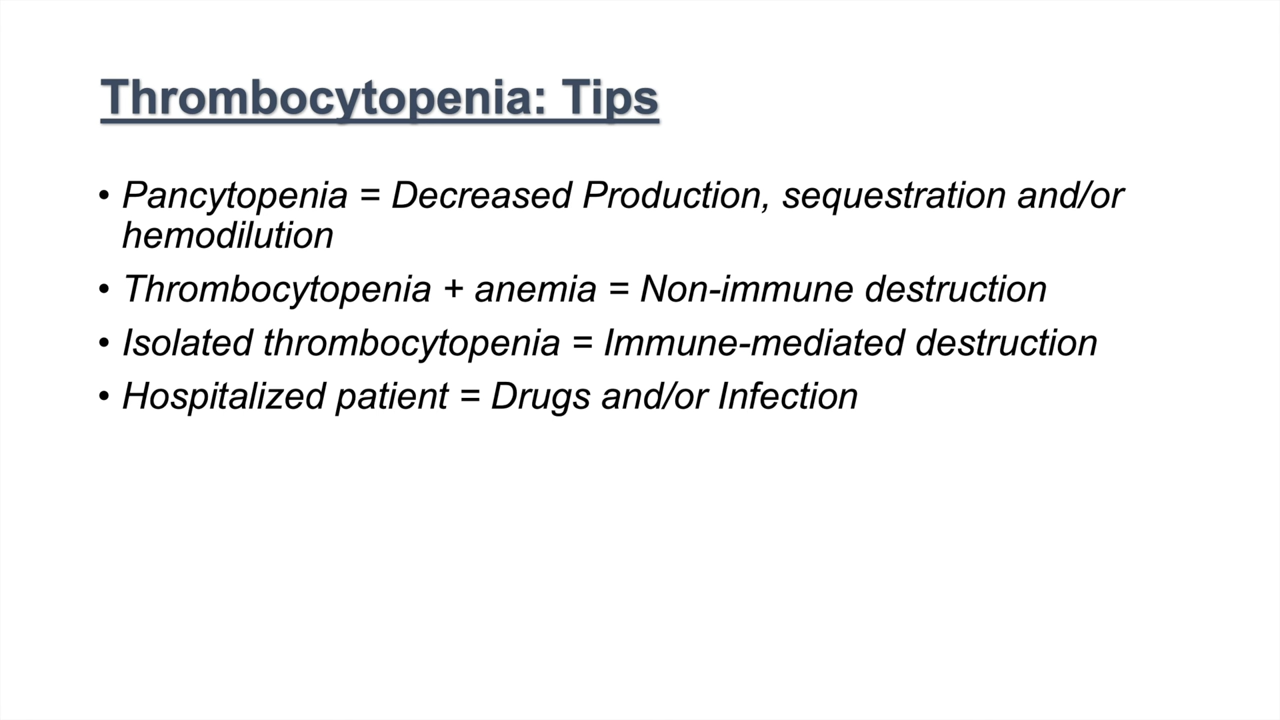 Thrombocytopenia: Tips
• Pancytopenia = Decreased Production, sequestration and/or
hemodilution
• Thrombocytopenia + anemia = Non-immune destruction
• Isolated thrombocytopenia = Immune-mediated destruction
• Hospitalized patient = Drugs and/or Infection